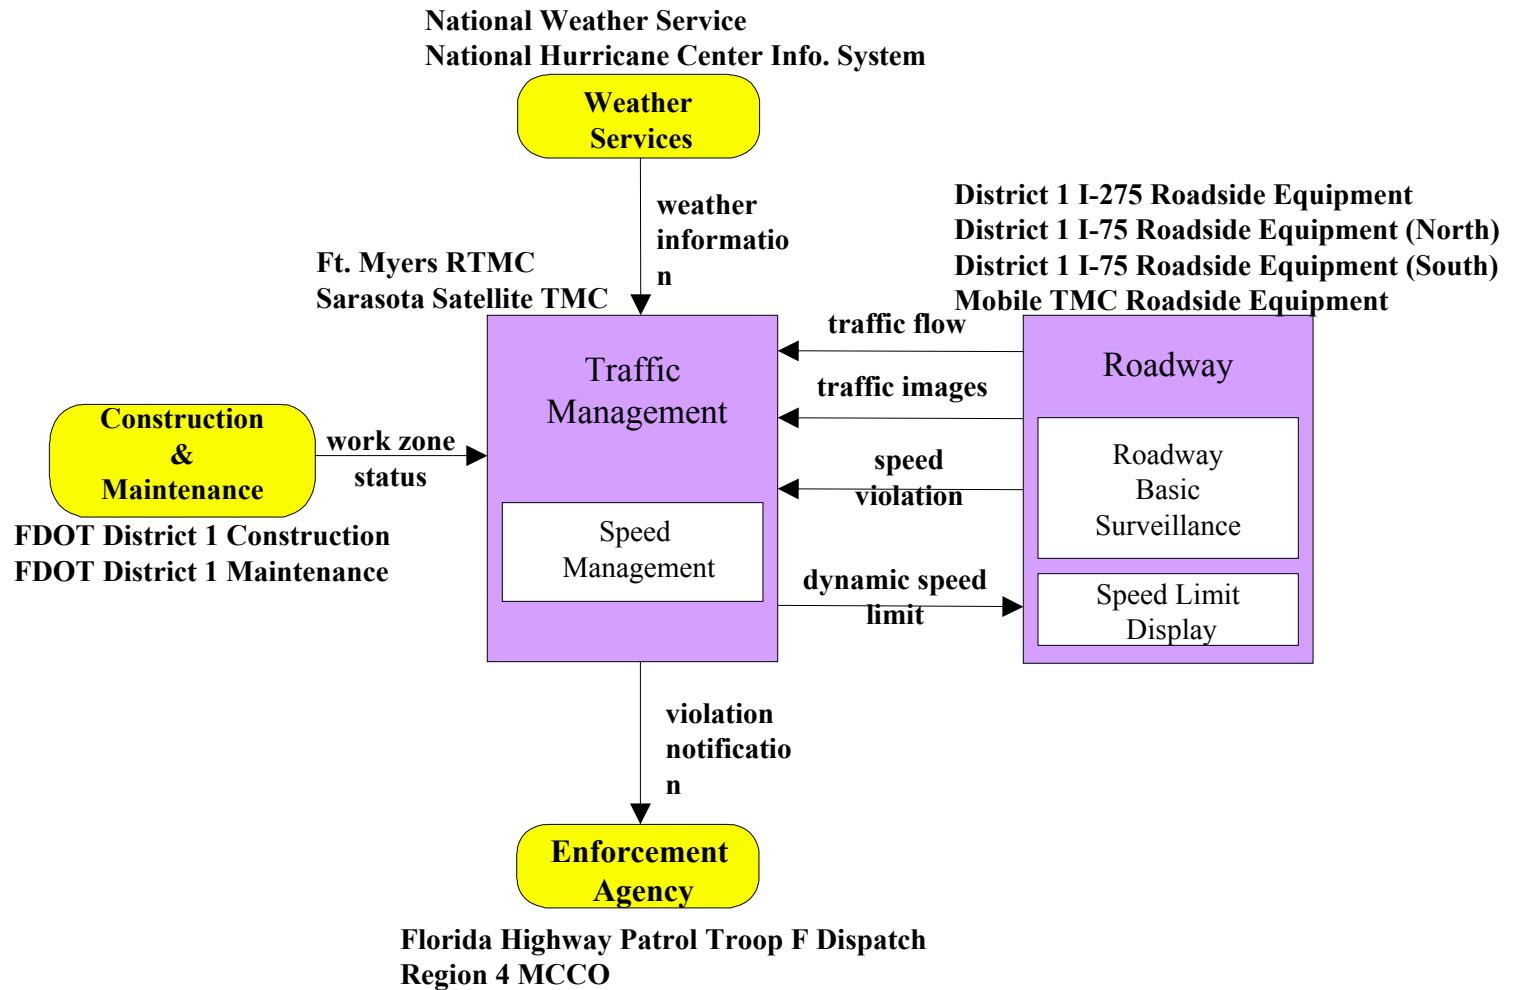 National Weather Service
National Hurricane Center Info. System
Weather
Services
weather
informatio
n
District 1 I-275 Roadside Equipment
District 1 I-75 Roadside Equipment (North)
District 1 I-75 Roadside Equipment (South)
Mobile TMC Roadside Equipment
Ft. Myers RTMC
Sarasota Satellite TMC
traffic flow
Traffic
Management
Roadway
traffic images
Construction
&
Maintenance
work zone
status
speed
violation
Roadway
Basic
Surveillance
FDOT District 1 Construction
FDOT District 1 Maintenance
Speed
Management
dynamic speed
limit
Speed Limit
Display
violation
notificatio
n
Enforcement
Agency
Florida Highway Patrol Troop F Dispatch
Region 4 MCCO